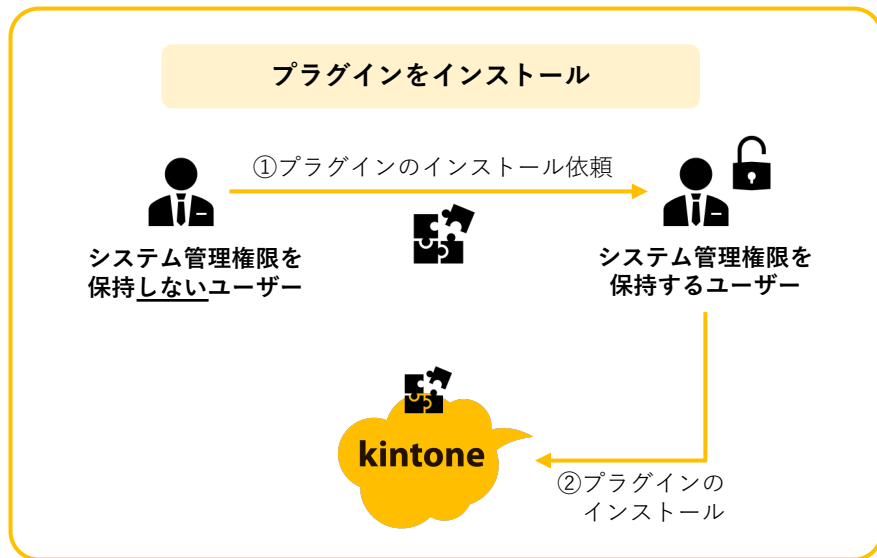 プラグインをインストール
①プラグインのインストール依頼
システム管理権限を
保持しないユーザー
システム管理権限を
保持するユーザー
kintone
②プラグインの
インストール